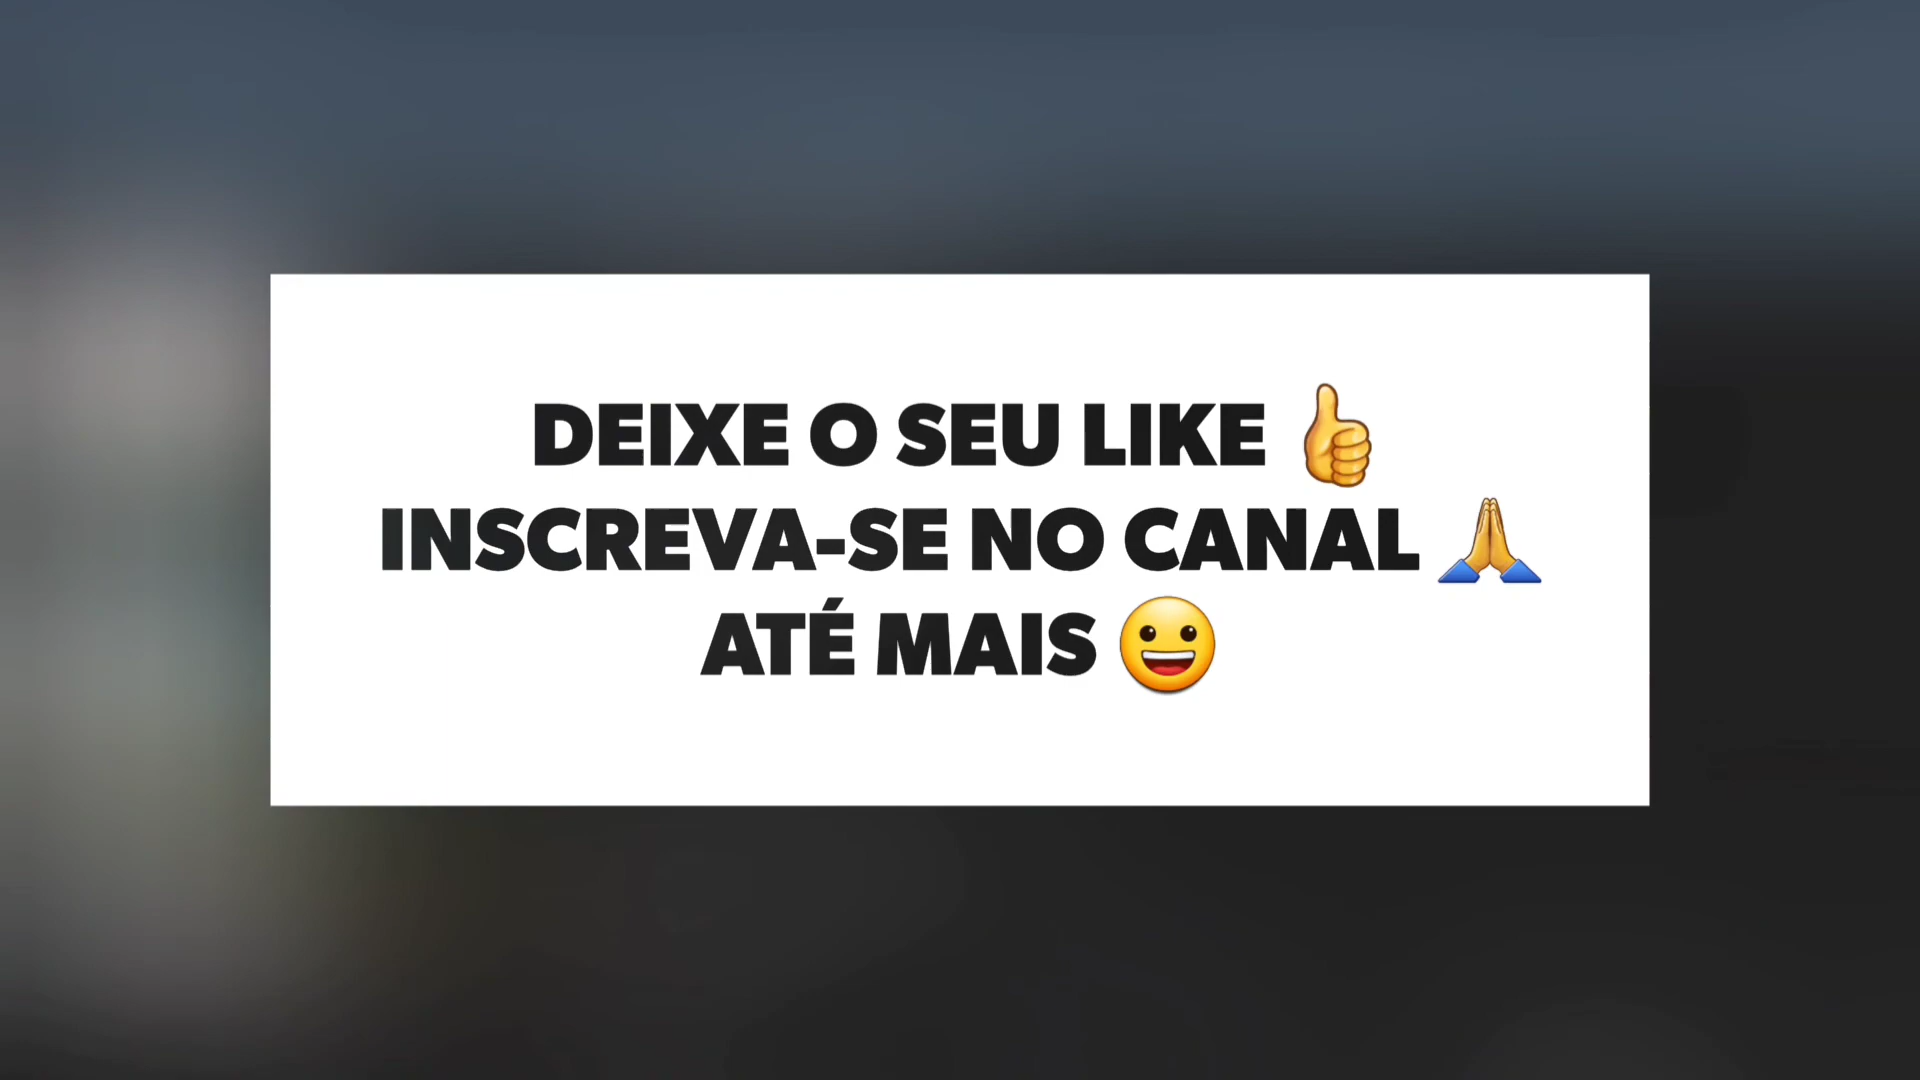 DEIXE O SEU LIKE 👍
INSCREVA-SE NO CANAL 🙏
ATÉ MAIS 😀